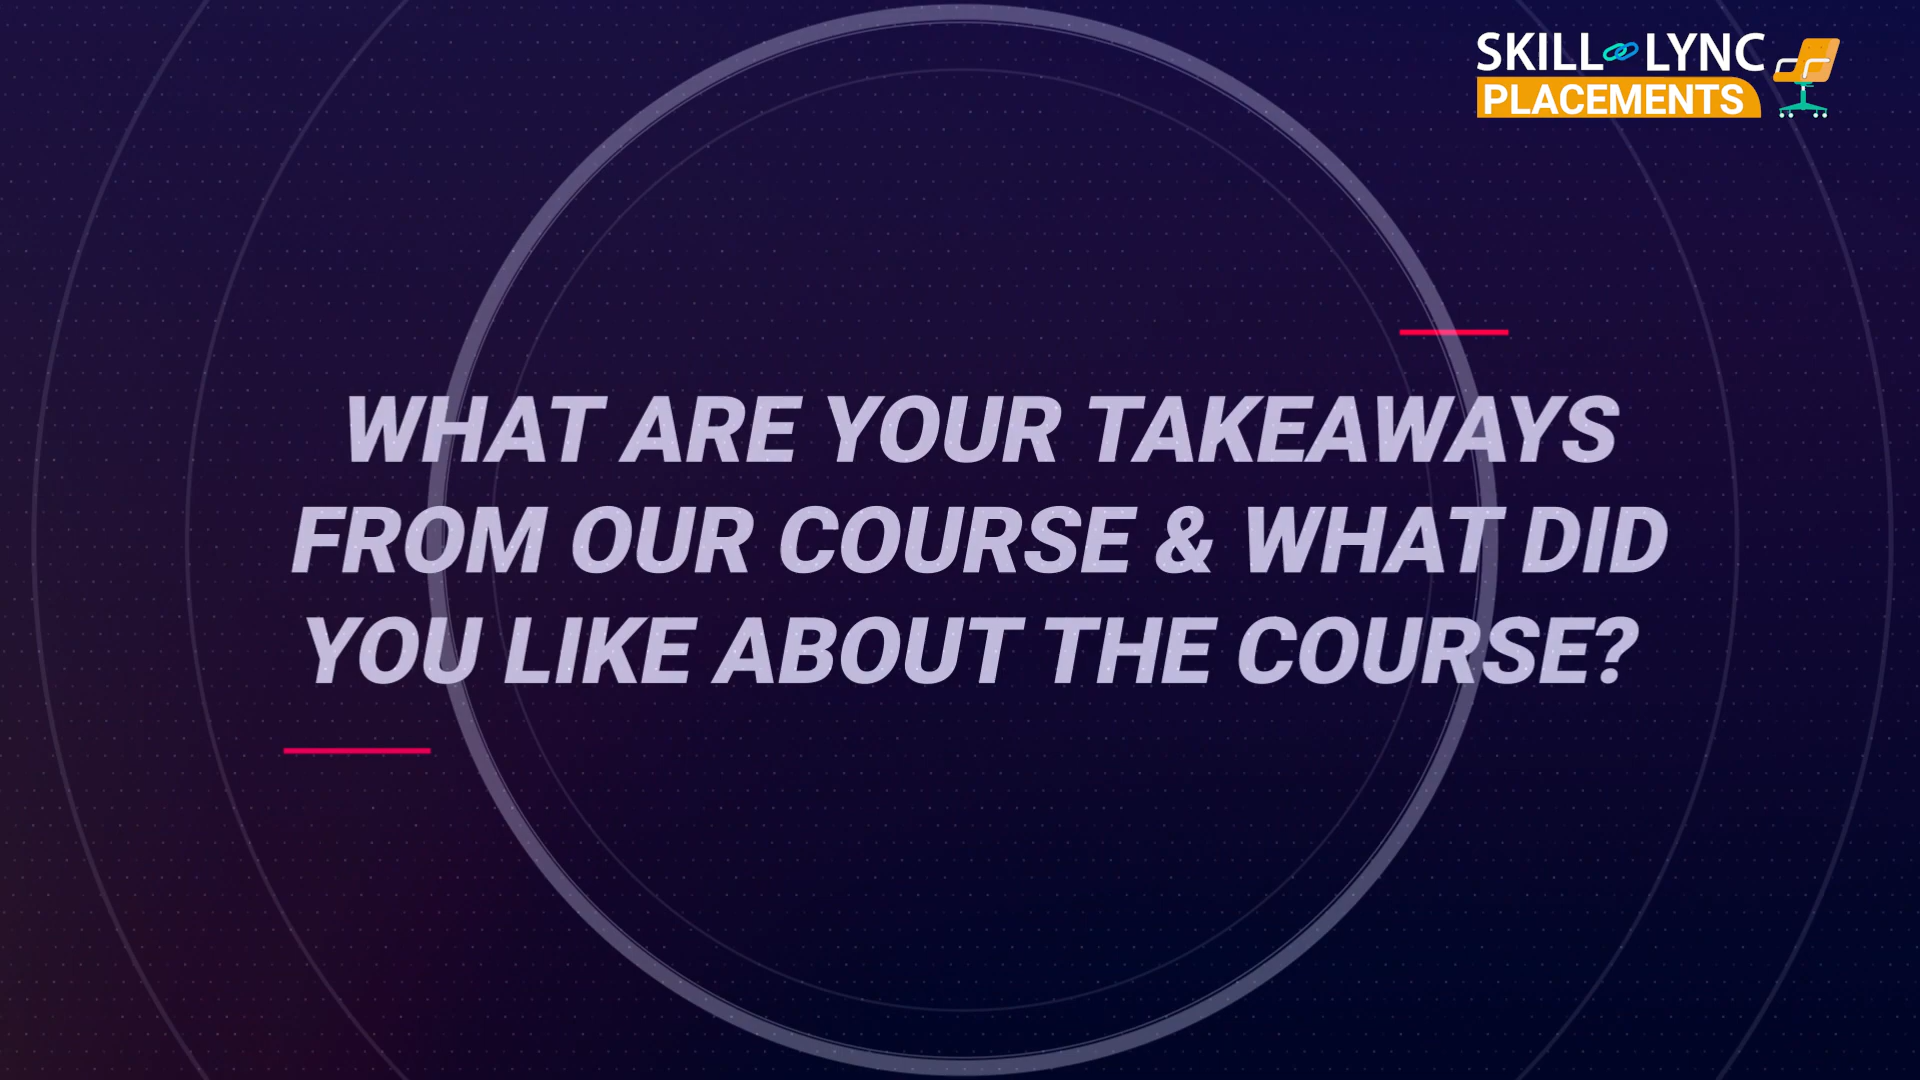 SKILL LYNC
PLACEMENTS
WHAT ARE YOUR TAKEAWAYS
FROM OUR COURSE & WHAT DID
YOU LIKE ABOUT THE COURSE?